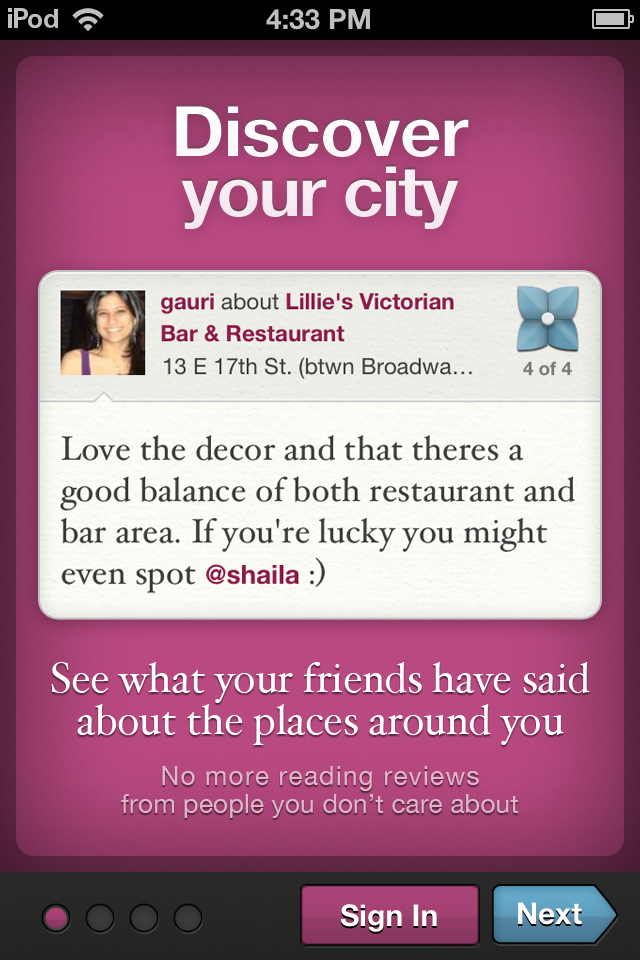 iPod 4:33 PM
Discover
your city
gauri about Lillie's Victorian
Bar & Restaurant
13 E 17th St. (btwn Broadwa…
4 of 4
Love the decor and that theres a
good balance of both restaurant and
bar area. If you're lucky you might
even spot @shaila :)
See what your friends have said
about the places around you
No more reading reviews
from people you don’t care about
Sign In Next